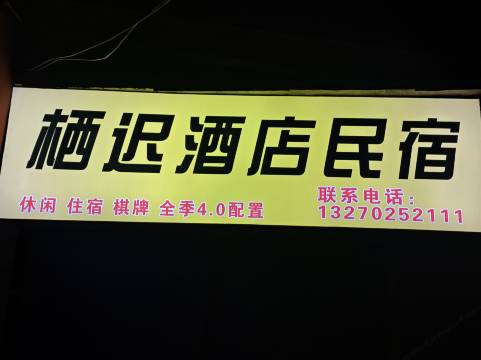 栖迟酒店民宿
休闲 住宿 棋牌 全季4.0配置
联系电话：
13270252111